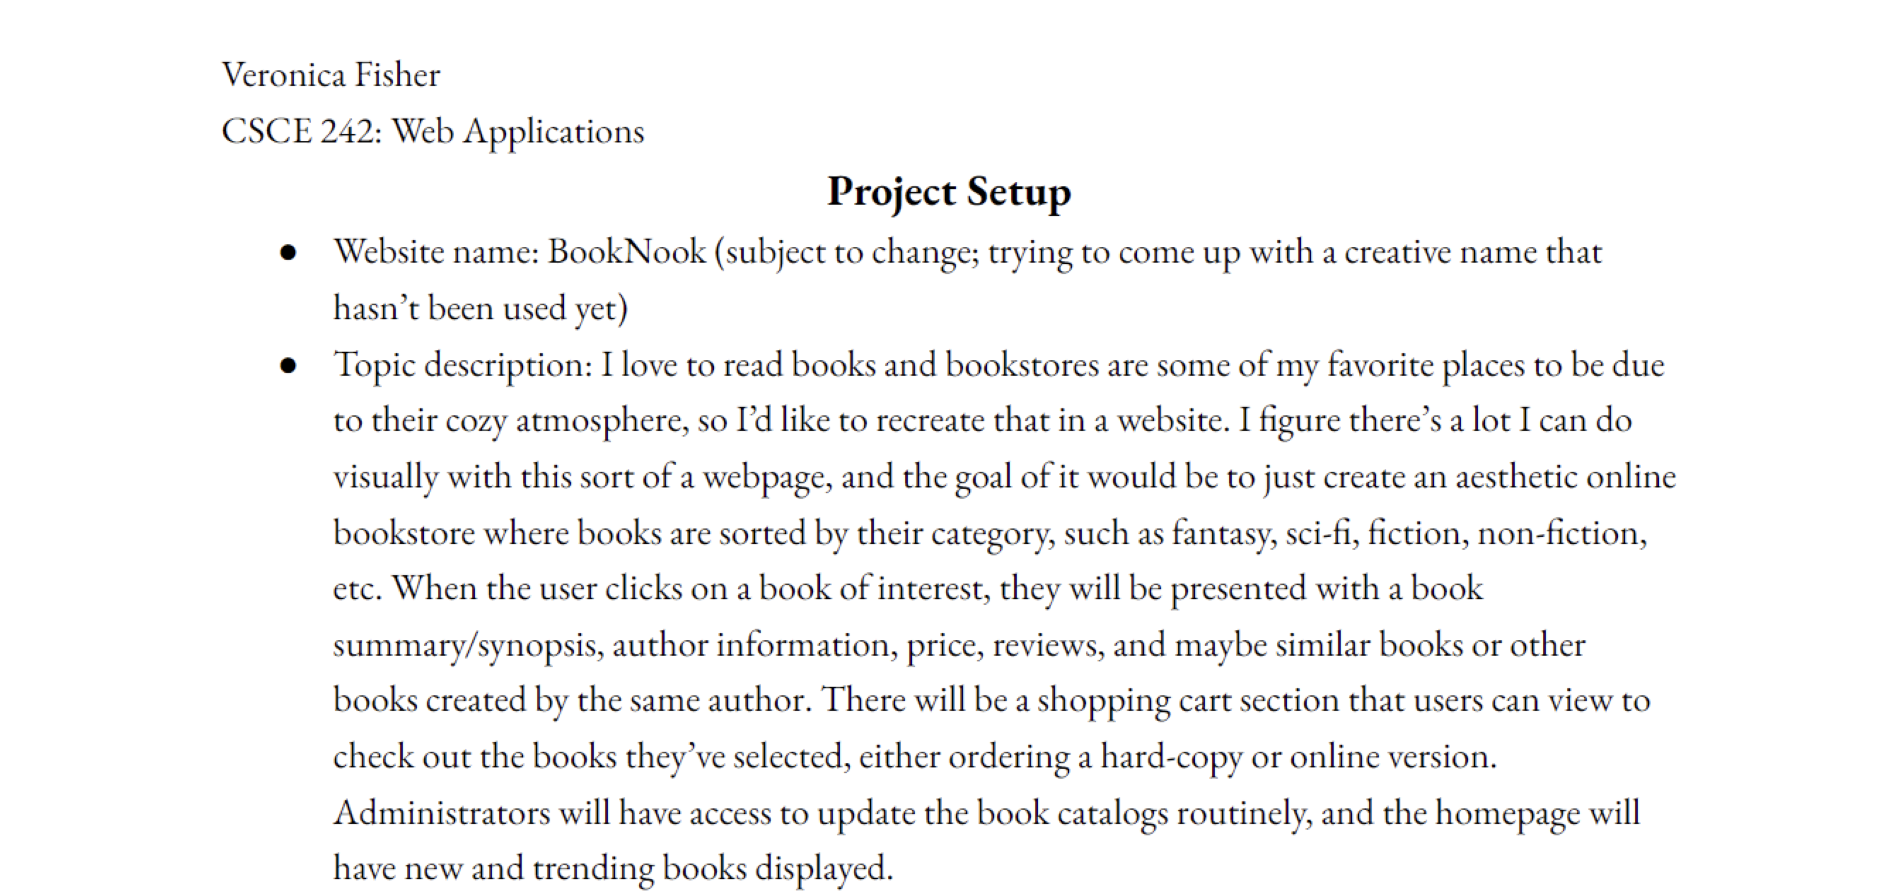 Veronica Fisher
CSCE 242: Web Applications
Project Setup
● Website name: BookNook (subject to change; trying to come up with a creative name that
hasn’t been used yet)
● Topic description: I love to read books and bookstores are some of my favorite places to be due
to their cozy atmosphere, so I’d like to recreate that in a website. I figure there’s a lot I can do
visually with this sort of a webpage, and the goal of it would be to just create an aesthetic online
bookstore where books are sorted by their category, such as fantasy, sci-fi, fiction, non-fiction,
etc. When the user clicks on a book of interest, they will be presented with a book
summary/synopsis, author information, price, reviews, and maybe similar books or other
books created by the same author. There will be a shopping cart section that users can view to
check out the books they’ve selected, either ordering a hard-copy or online version.
Administrators will have access to update the book catalogs routinely, and the homepage will
have new and trending books displayed.